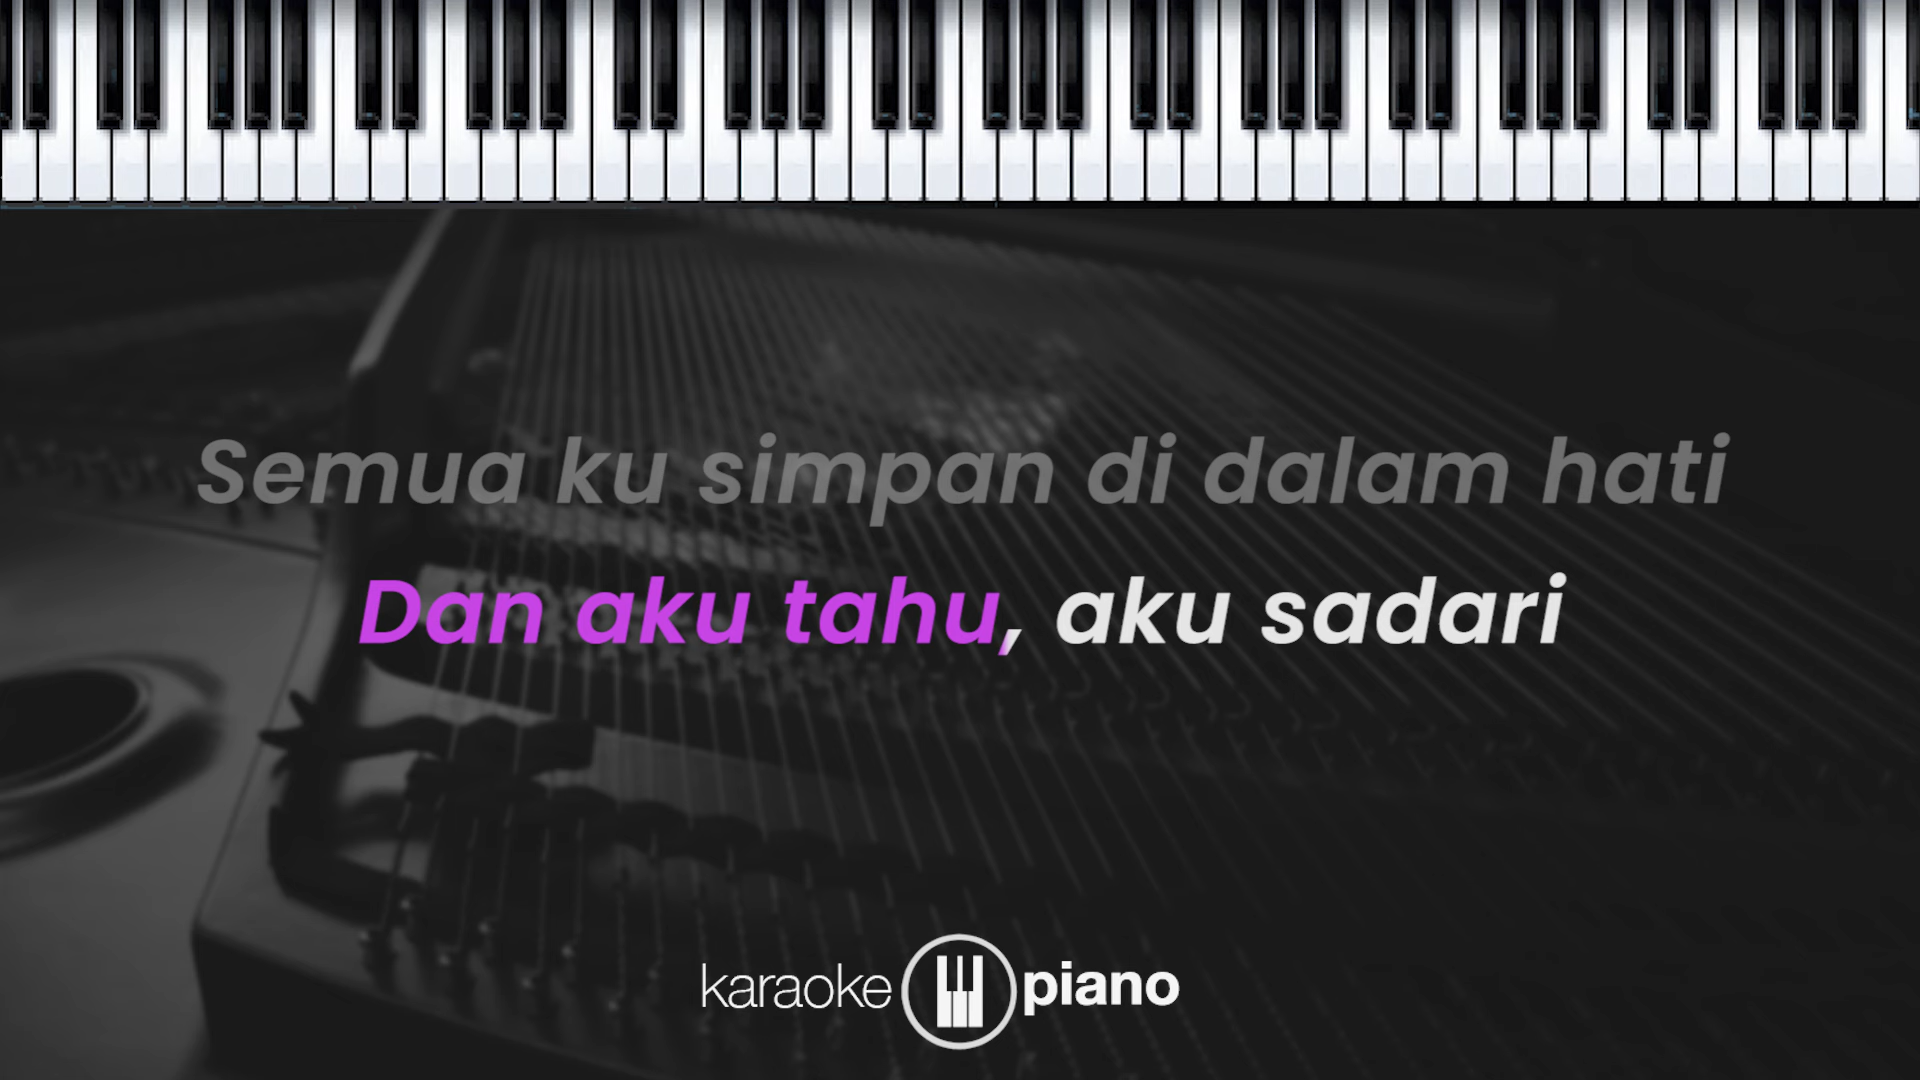 Semua ku simpan di dalam hati
Dan aku tahu, aku sadari
karaoke piano